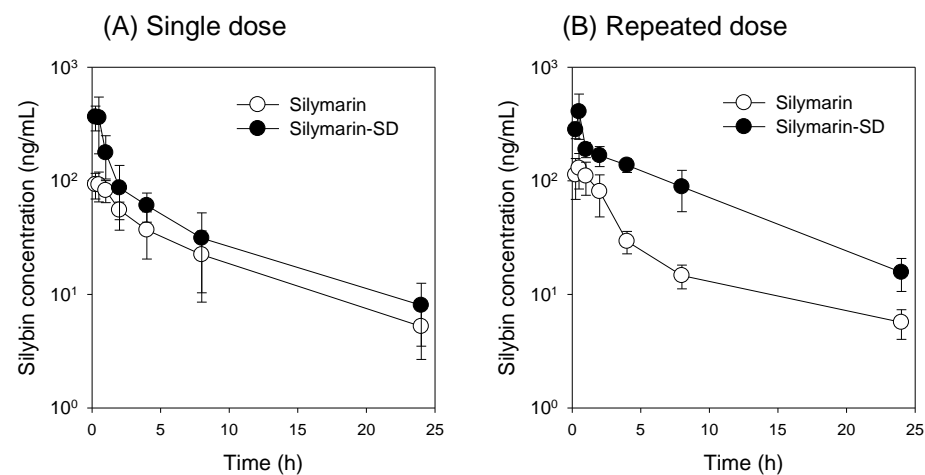 (A) Single dose
(B) Repeated dose
Silybin concentration (ng/mL)
10³
10²
10¹
10⁰
Silymarin
Silymarin-SD
0 5 10 15 20 25
Time (h)
Silybin concentration (ng/mL)
10³
10²
10¹
10⁰
Silymarin
Silymarin-SD
0 5 10 15 20 25
Time (h)